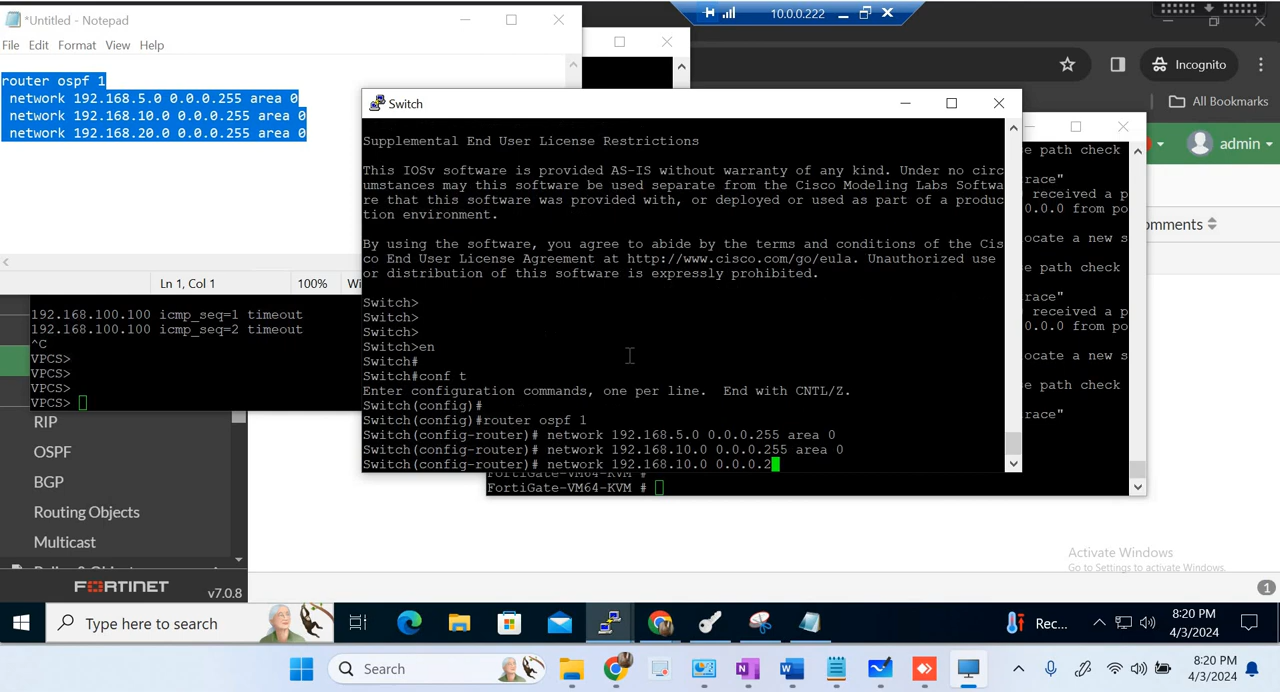 *Untitled - Notepad
10.0.0.222
File Edit Format View Help
Incognito
All Bookmarks
router ospf 1
network 192.168.5.0 0.0.0.255 area 0
network 192.168.10.0 0.0.0.255 area 0
network 192.168.20.0 0.0.0.255 area 0
Switch
admin
Supplemental End User License Restrictions
This IOSv software is provided AS-IS without warranty of any kind. Under no circ
umstances may this software be used separate from the Cisco Modeling Labs Softwa
re that this software was provided with, or deployed or used as part of a produc
tion environment.
By using the software, you agree to abide by the terms and conditions of the Cis
co End User License Agreement at http://www.cisco.com/go/eula. Unauthorized use
or distribution of this software is expressly prohibited.
Switch>
Switch>
Switch>
Switch>en
Switch#
Switch#conf t
Enter configuration commands, one per line.  End with CNTL/Z.
Switch(config)#
Switch(config)#router ospf 1
Switch(config-router)# network 192.168.5.0 0.0.0.255 area 0
Switch(config-router)# network 192.168.10.0 0.0.0.255 area 0
Switch(config-router)# network 192.168.10.0 0.0.0.2
Ln 1, Col 1
100%
Wi
192.168.100.100 icmp_seq=1 timeout
192.168.100.100 icmp_seq=2 timeout
^C
VPCS>
VPCS>
VPCS>
VPCS>
e path check
race"
received a p
0.0.0 from po
omments
ocate a new s
e path check
race"
received a p
0.0.0 from po
ocate a new s
e path check
race"
FortiGate-VM64-KVM #
FortiGate-VM64-KVM #
RIP
OSPF
BGP
Routing Objects
Multicast
FORTINET
v7.0.8
Activate Windows
Go to Settings to activate Windows.
1
Type here to search
Rec...
8:20 PM
4/3/2024
Search
8:20 PM
4/3/2024